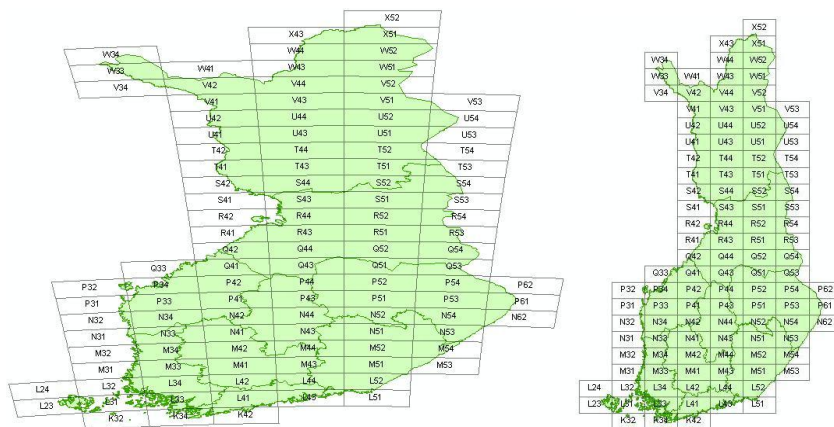 X52
X43 X51
W34 W44 W52
W33 W41 W43 W51
V34 V42 V44 V52
V41 V43 V51 V53
U42 U44 U52 U54
U41 U43 U51 U53
T42 T44 T52 T54
T41 T43 T51 T53
S42 S44 S52 S54
S41 S43 S51 S53
R42 R44 R52 R54
R41 R43 R51 R53
Q42 Q44 Q52 Q54
Q33 Q41 Q43 Q51 Q53
P32 P34 P42 P44 P52 P54 P62
P31 P33 P41 P43 P51 P53 P61
N32 N34 N42 N44 N52 N54 N62
N31 N33 N41 N43 N51 N53
M32 M34 M42 M44 M52 M54
M31 M33 M41 M43 M51 M53
L24 L32 L34 L42 L44 L52
L23 L31 L33 L41 L43 L51
K32 K34 K42
X52
X43 X51
W34 W44 W52
W33 W41 W43 W51
V34 V42 V44 V52
V41 V43 V51 V53
U42 U44 U52 U54
U41 U43 U51 U53
T42 T44 T52 T54
T41 T43 T51 T53
S42 S44 S52 S54
S41 S43 S51 S53
R42 R44 R52 R54
R41 R43 R51 R53
Q42 Q44 Q52 Q54
Q33 Q41 Q43 Q51 Q53
P32 P34 P42 P44 P52 P54 P62
P31 P33 P41 P43 P51 P53 P61
N32 N34 N42 N44 N52 N54 N62
N31 N33 N41 N43 N51 N53
M32 M34 M42 M44 M52 M54
M31 M33 M41 M43 M51 M53
L24 L32 L34 L42 L44 L52
L23 L31 L33 L41 L43 L51
K32 K34 K42